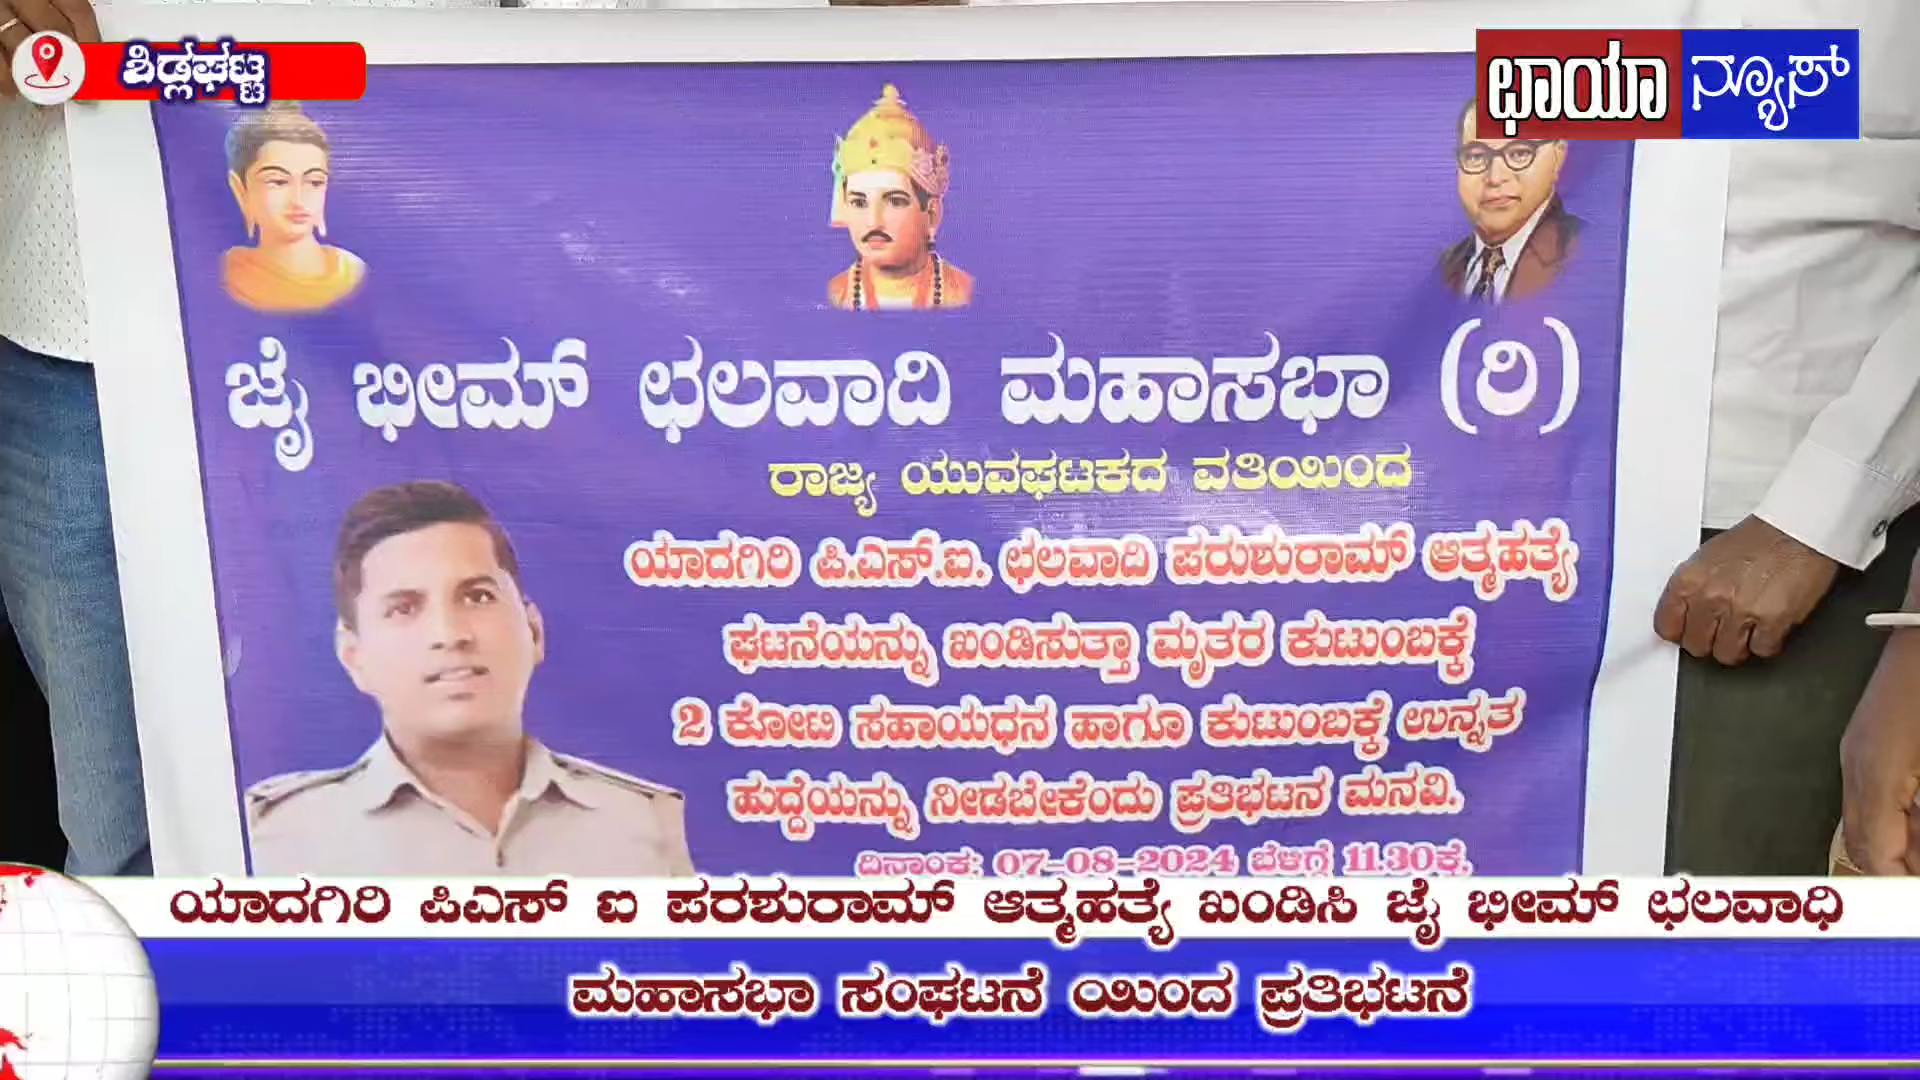 ಶಿಡ್ಲಘಟ್ಟ
ಛಾಯಾ ನ್ಯೂಸ್
ಜೈ ಭೀಮ್ ಛಲವಾದಿ ಮಹಾಸಭಾ (ರಿ)
ರಾಜ್ಯ ಯುವಘಟಕದ ವತಿಯಿಂದ
ಯಾದಗಿರಿ ಪಿ.ಎಸ್.ಐ. ಛಲವಾದಿ ಪರುಶುರಾಮ್ ಆತ್ಮಹತ್ಯೆ
ಘಟನೆಯನ್ನು ಖಂಡಿಸುತ್ತಾ ಮೃತರ ಕುಟುಂಬಕ್ಕೆ
2 ಕೋಟಿ ಸಹಾಯಧನ ಹಾಗೂ ಕುಟುಂಬಕ್ಕೆ ಉನ್ನತ
ಹುದ್ದೆಯನ್ನು ನೀಡಬೇಕೆಂದು ಪ್ರತಿಭಟನ ಮನವಿ.
ದಿನಾಂಕ: 07-08-2024 ಬೆಳಿಗ್ಗೆ 11.30ಕ್ಕೆ.
ಯಾದಗಿರಿ ಪಿಎಸ್ ಐ ಪರಶುರಾಮ್ ಆತ್ಮಹತ್ಯೆ ಖಂಡಿಸಿ ಜೈ ಭೀಮ್ ಛಲವಾಧಿ
ಮಹಾಸಭಾ ಸಂಘಟನೆ ಯಿಂದ ಪ್ರತಿಭಟನೆ